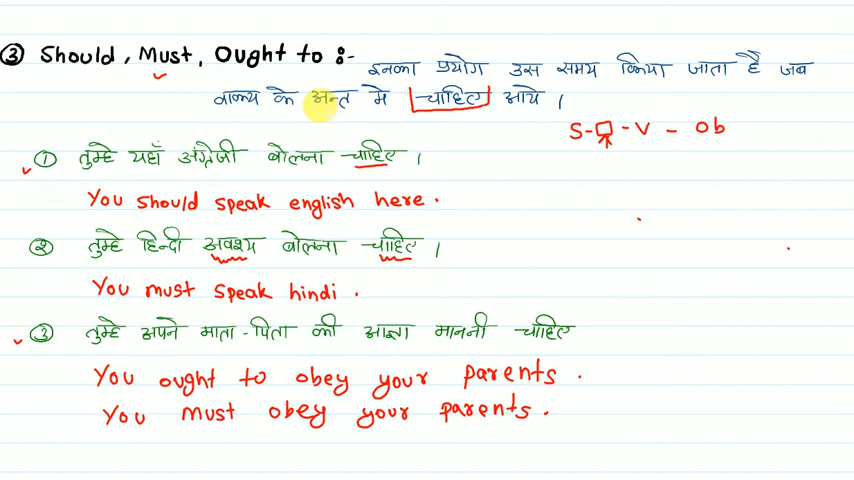 ③ Should, Must, Ought to :- इनका प्रयोग उस समय किया जाता है जब
वाक्य के अन्त मे चाहिए आये ।
S-□-V-Ob
① तुम्हे यहाँ अंग्रेजी बोलना चाहिए ।
You should speak english here.
② तुम्हे हिन्दी अवश्य बोलना चाहिए ।
You must speak hindi.
③ तुम्हे अपने माता-पिता की आज्ञा माननी चाहिए
You ought to obey your parents.
You must obey your parents.